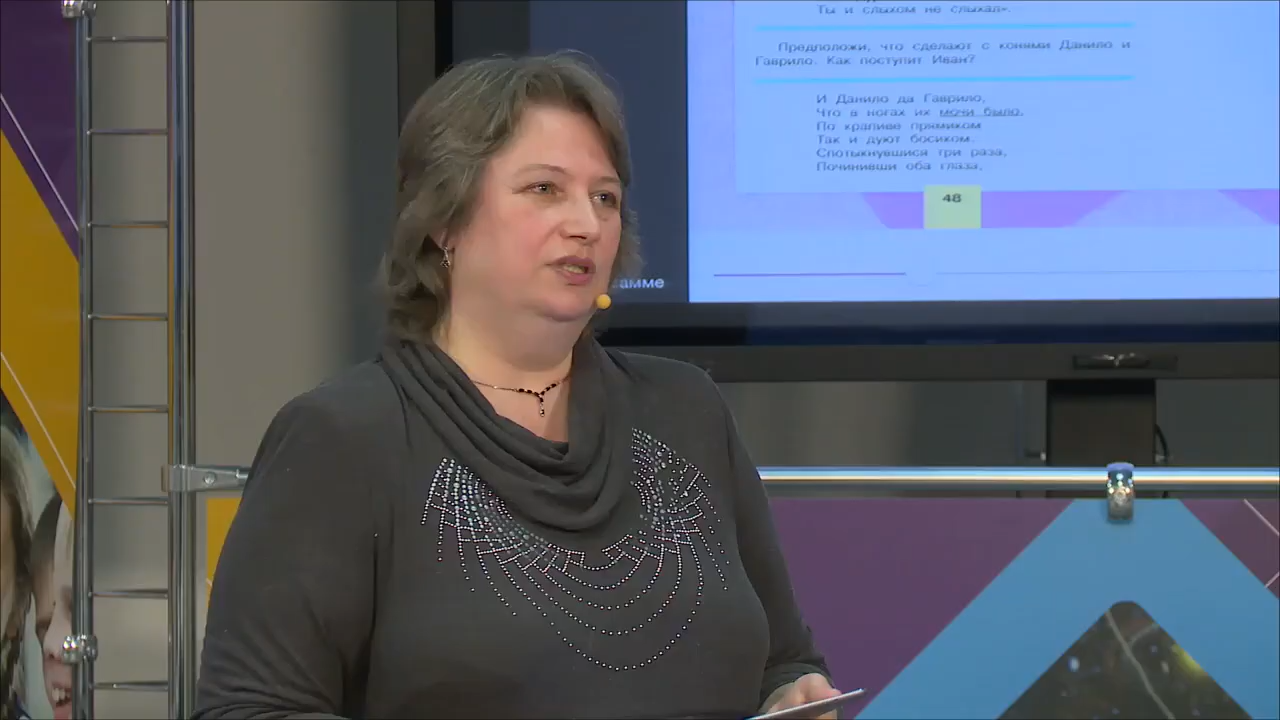 Ты и слыхом не слыхал».
Предположи, что сделают с конями Данило и
Гаврило. Как поступит Иван?
И Данило да Гаврило,
Что в ногах их мочи было,
По крапиве прямиком
Так и дуют босиком.
Спотыкнувшися три раза,
Починивши оба глаза,
48
амме